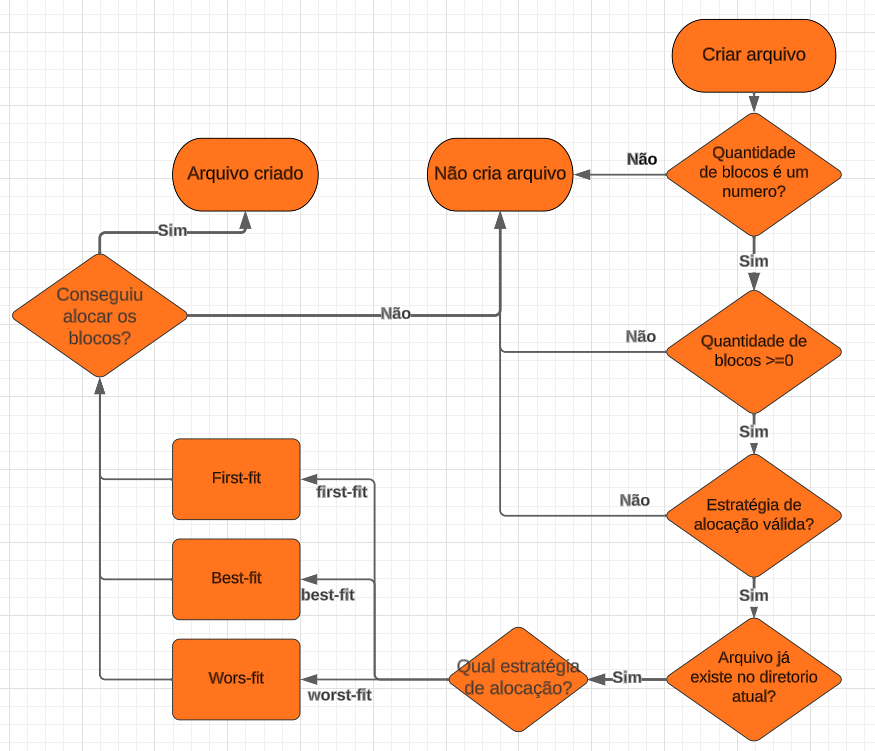 Criar arquivo
Quantidade
de blocos é um
numero?
Não
Não cria arquivo
Arquivo criado
Sim
Sim
Conseguiu
alocar os
blocos?
Não
Não
Quantidade de
blocos >=0
Sim
First-fit
first-fit
Não
Estratégia de
alocação válida?
Best-fit
best-fit
Sim
Wors-fit
worst-fit
Qual estratégia
de alocação?
Sim
Arquivo já
existe no diretorio
atual?